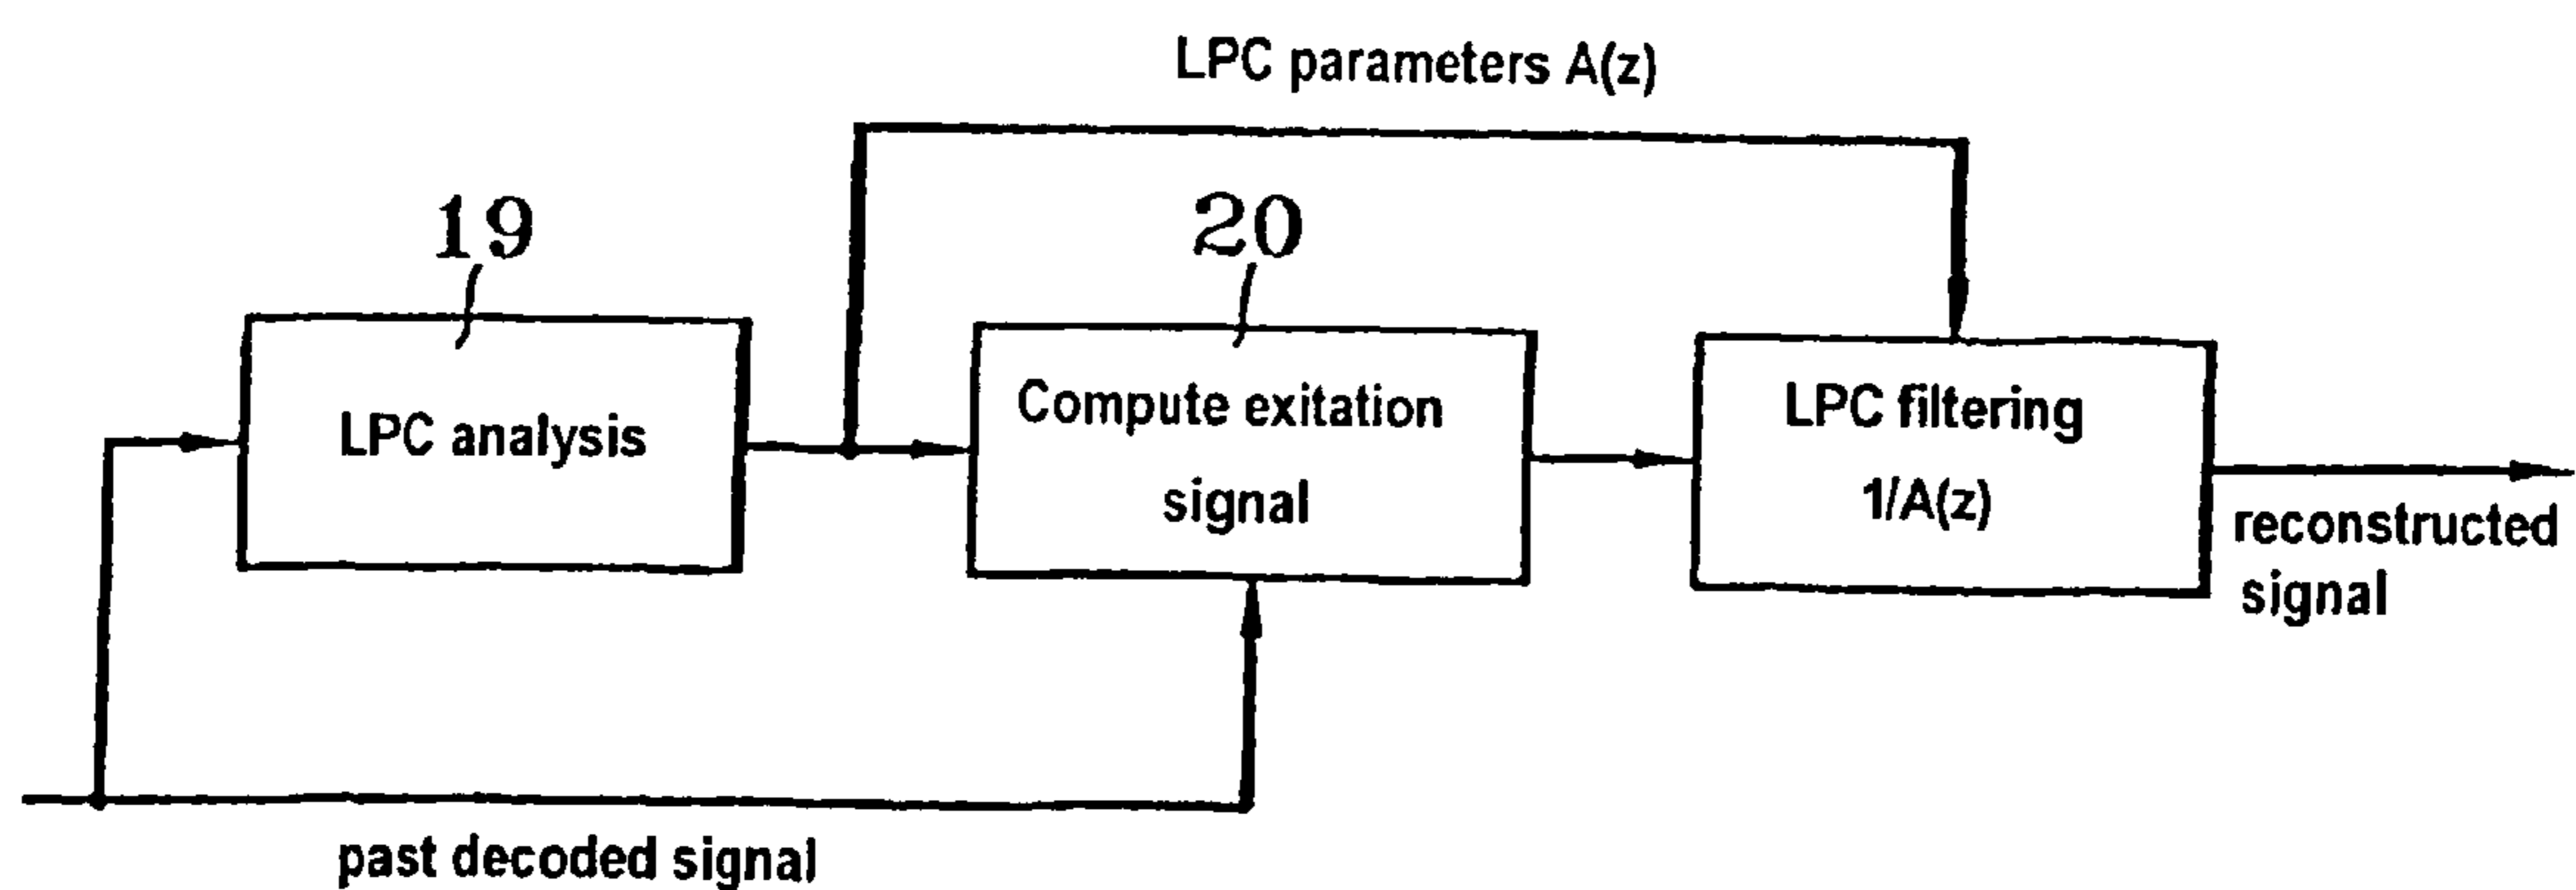 LPC parameters A(z)
19
20
LPC analysis
Compute exitation
signal
LPC filtering
1/A(z)
reconstructed
signal
past decoded signal